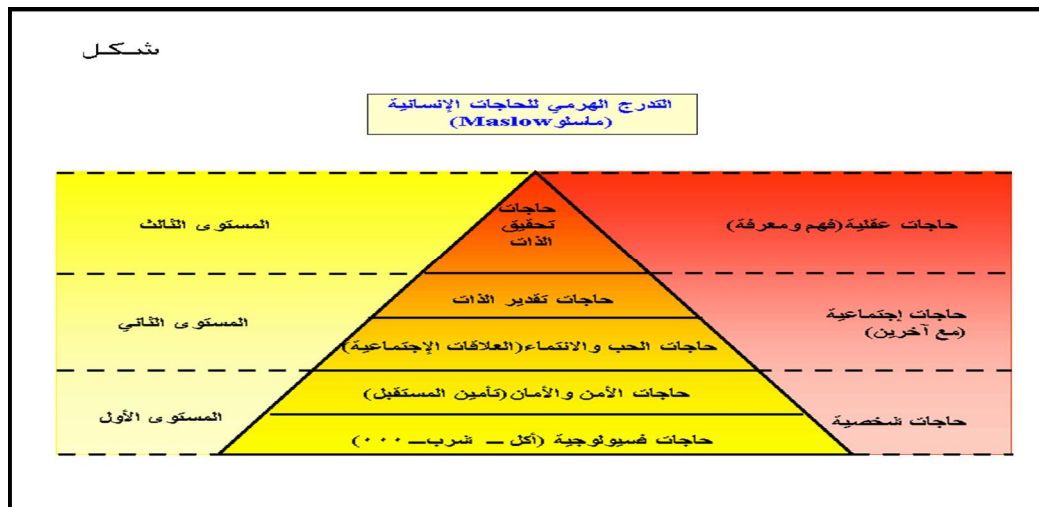 شكل
التدرج الهرمي للحاجات الإنسانية
(ماسلو Maslow)
حاجات عقلية (فهم ومعرفة)
حاجات
تحقيق
الذات
المستوى الثالث
حاجات إجتماعية
(مع آخرين)
حاجات تقدير الذات
حاجات الحب والانتماء (العلاقات الإجتماعية)
المستوى الثاني
حاجات شخصية
حاجات الأمن والأمان (تأمين المستقبل)
حاجات فسيولوجية (أكل – شرب – ٠٠٠)
المستوى الأول